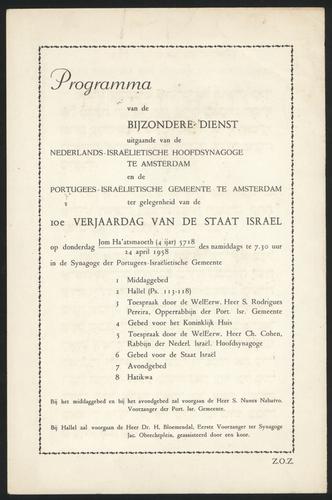 Programma
van de
BIJZONDERE DIENST
uitgaande van de
NEDERLANDS-ISRAËLIETISCHE HOOFDSYNAGOGE
TE AMSTERDAM
en de
PORTUGEES-ISRAËLIETISCHE GEMEENTE TE AMSTERDAM
ter gelegenheid van de
10e VERJAARDAG VAN DE STAAT ISRAEL
op donderdag Jom Ha'atsmaoeth (4 ijar) 5718 des namiddags te 7.30 uur
24 april 1958
in de Synagoge der Portugees-Israëlietische Gemeente
1 Middaggebed
2 Hallel (Ps. 113-118)
3 Toespraak door de WelEerw. Heer S. Rodrigues
Pereira, Opperrabbijn der Port. Isr. Gemeente
4 Gebed voor het Koninklijk Huis
5 Toespraak door de WelEerw. Heer Ch. Cohen,
Rabbijn der Nederl. Israël. Hoofdsynagoge
6 Gebed voor de Staat Israël
7 Avondgebed
8 Hatikwa
Bij het middaggebed en bij het avondgebed zal voorgaan de Heer S. Nunes Nabarro.
Voorzanger der Port. Isr. Gemeente.
Bij Hallel zal voorgaan de Heer Dr. H. Bloemendal, Eerste Voorzanger ter Synagoge
Jac. Obrechtplein, geassisteerd door een koor.
Z.O.Z.